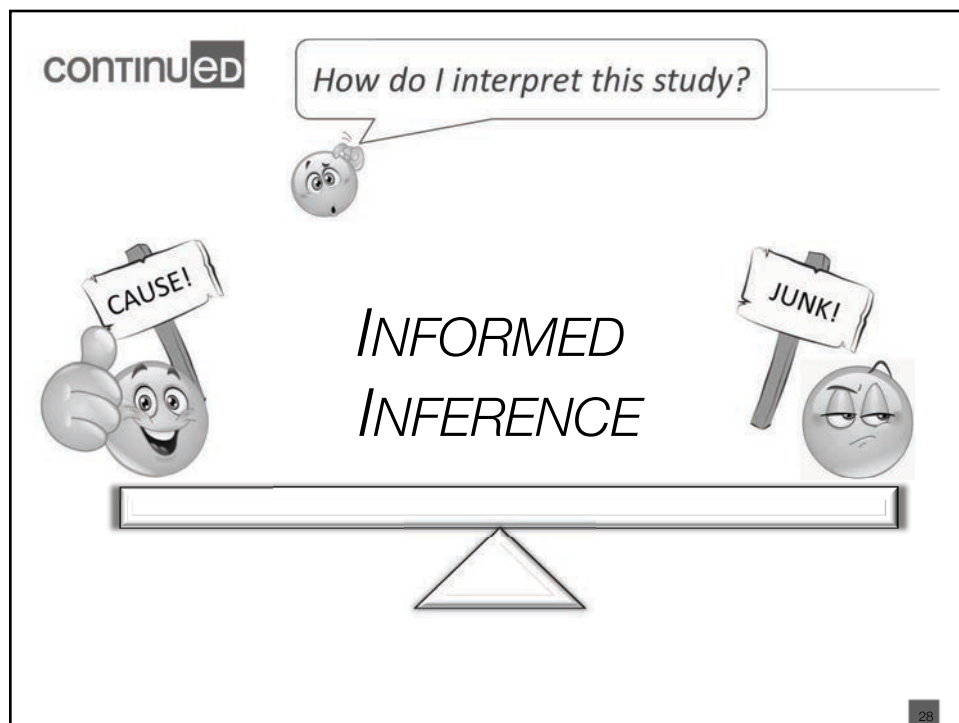 continueD
How do I interpret this study?
CAUSE!
JUNK!
INFORMED
INFERENCE
28